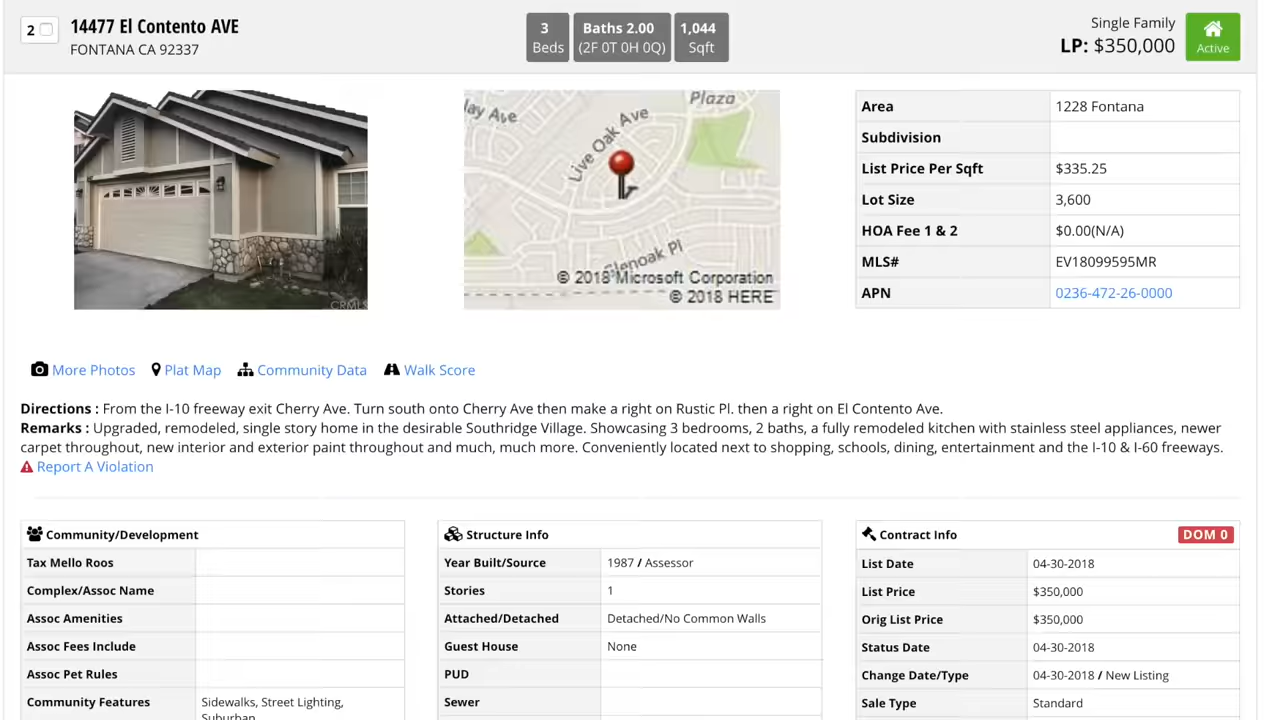 2
14477 El Contento AVE
FONTANA CA 92337
3
Beds
Baths 2.00
(2F 0T 0H 0Q)
1,044
Sqft
Single Family
LP: $350,000
Active
CRMLS
lay Ave
Plaza
Live Oak Ave
Glenoak Pl
© 2018 Microsoft Corporation
© 2018 HERE
Area 1228 Fontana
Subdivision
List Price Per Sqft $335.25
Lot Size 3,600
HOA Fee 1 & 2 $0.00(N/A)
MLS# EV18099595MR
APN 0236-472-26-0000
More Photos Plat Map Community Data Walk Score
Directions : From the I-10 freeway exit Cherry Ave. Turn south onto Cherry Ave then make a right on Rustic Pl. then a right on El Contento Ave.
Remarks : Upgraded, remodeled, single story home in the desirable Southridge Village. Showcasing 3 bedrooms, 2 baths, a fully remodeled kitchen with stainless steel appliances, newer
carpet throughout, new interior and exterior paint throughout and much, much more. Conveniently located next to shopping, schools, dining, entertainment and the I-10 & I-60 freeways.
Report A Violation
Community/Development
Tax Mello Roos
Complex/Assoc Name
Assoc Amenities
Assoc Fees Include
Assoc Pet Rules
Community Features Sidewalks, Street Lighting,
Suburban
Structure Info
Year Built/Source 1987 / Assessor
Stories 1
Attached/Detached Detached/No Common Walls
Guest House None
PUD
Sewer
Contract Info DOM 0
List Date 04-30-2018
List Price $350,000
Orig List Price $350,000
Status Date 04-30-2018
Change Date/Type 04-30-2018 / New Listing
Sale Type Standard